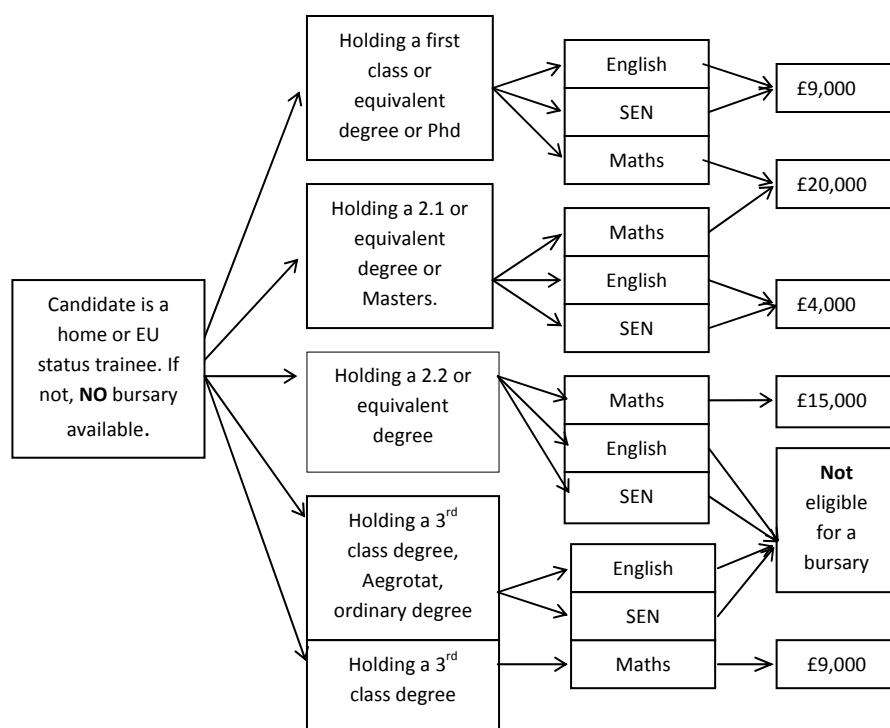 Candidate is a
home or EU
status trainee. If
not, NO bursary
available.
Holding a first
class or
equivalent
degree or Phd
English
SEN
Maths
£9,000
£20,000
Holding a 2.1 or
equivalent
degree or
Masters.
Maths
English
SEN
£4,000
Holding a 2.2 or
equivalent
degree
Maths
English
SEN
£15,000
Not
eligible
for a
bursary
Holding a 3rd
class degree,
Aegrotat,
ordinary degree
English
SEN
Holding a 3rd
class degree
Maths
£9,000